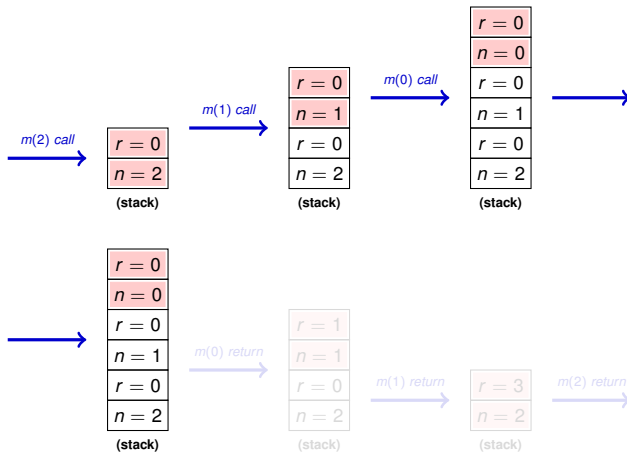 m(2) call
r = 0
n = 2
(stack)
m(1) call
r = 0
n = 1
r = 0
n = 2
(stack)
m(0) call
r = 0
n = 0
r = 0
n = 1
r = 0
n = 2
(stack)
r = 0
n = 0
r = 0
n = 1
r = 0
n = 2
(stack)
m(0) return
r = 1
n = 1
r = 0
n = 2
(stack)
m(1) return
r = 3
n = 2
(stack)
m(2) return